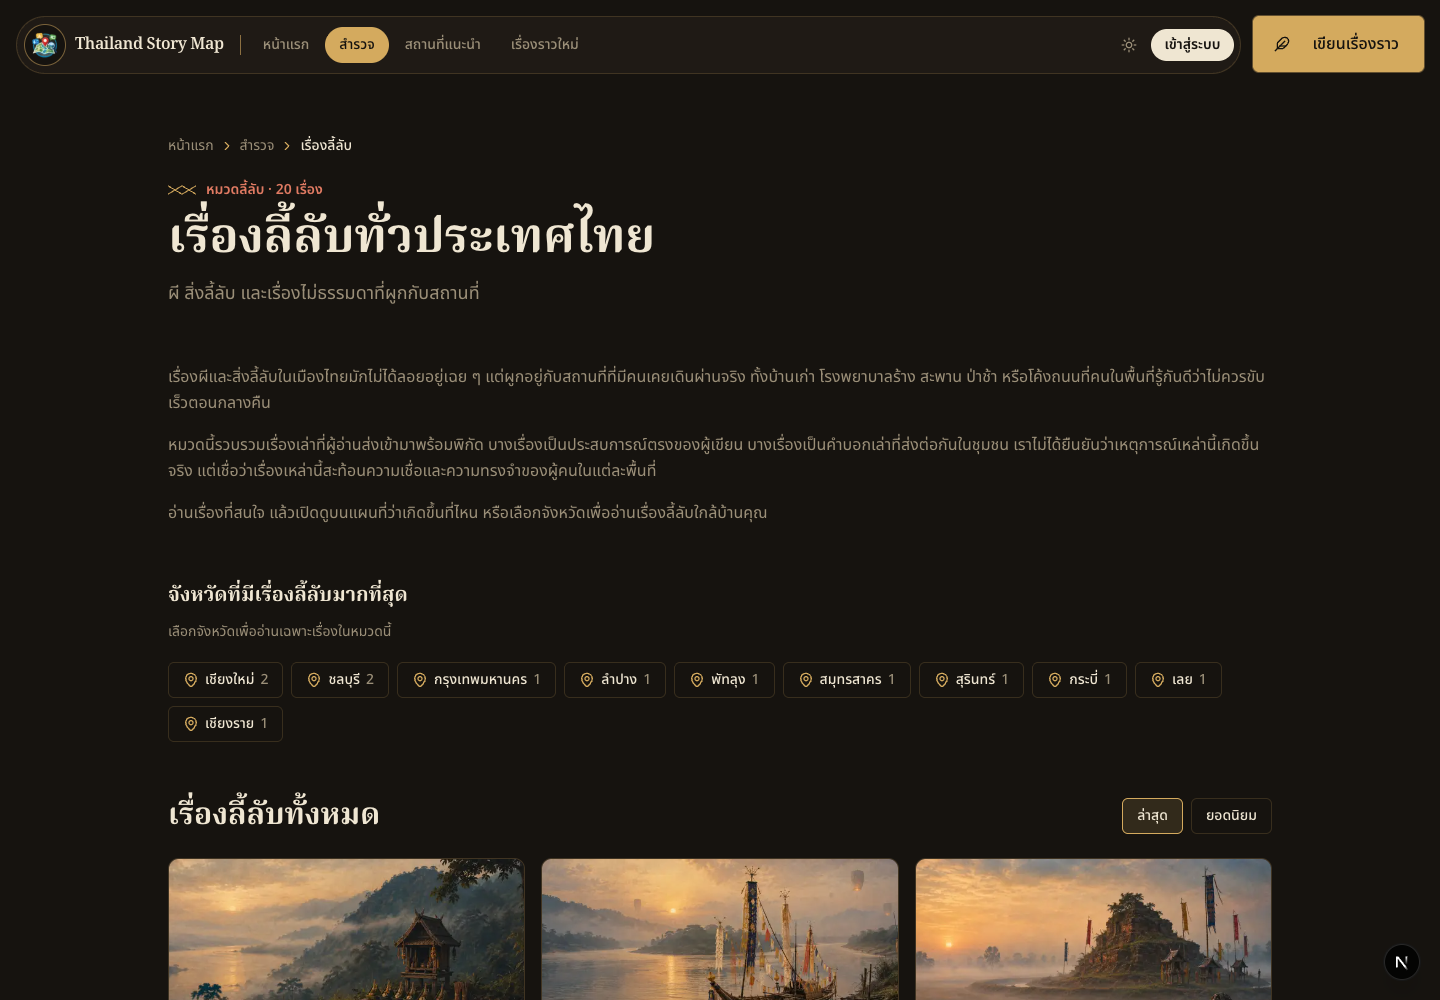 Thailand Story Map
หน้าแรก
สำรวจ
สถานที่แนะนำ
เรื่องราวใหม่
เข้าสู่ระบบ
เขียนเรื่องราว
หน้าแรก > สำรวจ > เรื่องลี้ลับ
หมวดลี้ลับ · 20 เรื่อง
เรื่องลี้ลับทั่วประเทศไทย
ผี สิ่งลี้ลับ และเรื่องไม่ธรรมดาที่ผูกกับสถานที่
เรื่องผีและสิ่งลี้ลับในเมืองไทยมักไม่ได้ลอยอยู่เฉย ๆ แต่ผูกอยู่กับสถานที่ที่มีคนเคยเดินผ่านจริง ทั้งบ้านเก่า โรงพยาบาลร้าง สะพาน ป่าช้า หรือโค้งถนนที่คนในพื้นที่รู้กันดีว่าไม่ควรขับ
เร็วตอนกลางคืน
หมวดนี้รวบรวมเรื่องเล่าที่ผู้อ่านส่งเข้ามาพร้อมพิกัด บางเรื่องเป็นประสบการณ์ตรงของผู้เขียน บางเรื่องเป็นคำบอกเล่าที่ส่งต่อกันในชุมชน เราไม่ได้ยืนยันว่าเหตุการณ์เหล่านี้เกิดขึ้น
จริง แต่เชื่อว่าเรื่องเหล่านี้สะท้อนความเชื่อและความทรงจำของผู้คนในแต่ละพื้นที่
อ่านเรื่องที่สนใจ แล้วเปิดดูบนแผนที่ว่าเกิดขึ้นที่ไหน หรือเลือกจังหวัดเพื่ออ่านเรื่องลี้ลับใกล้บ้านคุณ
จังหวัดที่มีเรื่องลี้ลับมากที่สุด
เลือกจังหวัดเพื่ออ่านเฉพาะเรื่องในหมวดนี้
เชียงใหม่ 2
ชลบุรี 2
กรุงเทพมหานคร 1
ลำปาง 1
พัทลุง 1
สมุทรสาคร 1
สุรินทร์ 1
กระบี่ 1
เลย 1
เชียงราย 1
เรื่องลี้ลับทั้งหมด
ล่าสุด
ยอดนิยม
N